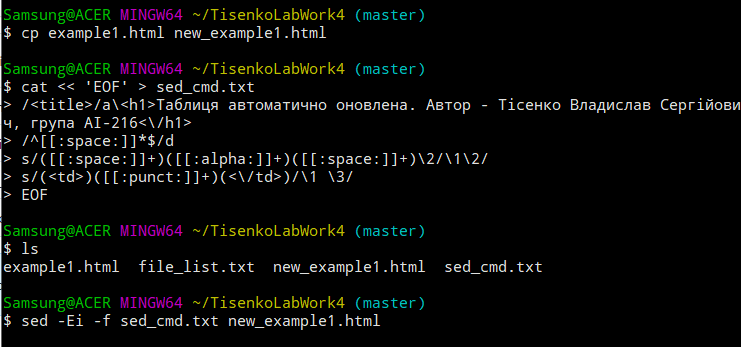 Samsung@ACER MINGW64 ~/TisenkoLabWork4 (master)
$ cp example1.html new_example1.html
Samsung@ACER MINGW64 ~/TisenkoLabWork4 (master)
$ cat << 'EOF' > sed_cmd.txt
> /<title>/a\<h1>Таблиця автоматично оновлена. Автор - Тісенко Владислав Сергійови
ч, група АІ-216<\/h1>
> /^[[:space:]]*$/d
> s/([[:space:]]+)([[:alpha:]]+)([[:space:]]+)\2/\1\2/
> s/(<td>)([[:punct:]]+)(<\/td>)/\1 \3/
> EOF
Samsung@ACER MINGW64 ~/TisenkoLabWork4 (master)
$ ls
example1.html  file_list.txt  new_example1.html  sed_cmd.txt
Samsung@ACER MINGW64 ~/TisenkoLabWork4 (master)
$ sed -Ei -f sed_cmd.txt new_example1.html